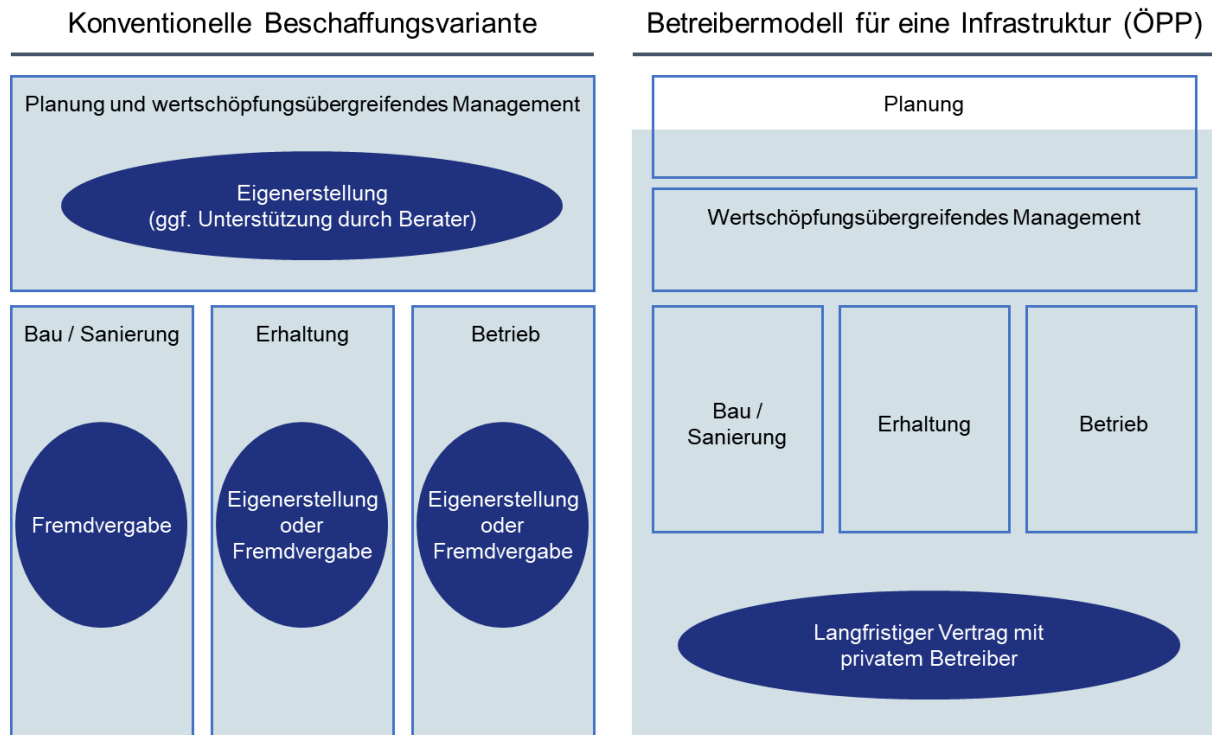 Konventionelle Beschaffungsvariante
Planung und wertschöpfungsübergreifendes Management
Eigenerstellung
(ggf. Unterstützung durch Berater)
Bau / Sanierung
Fremdvergabe
Erhaltung
Eigenerstellung
oder
Fremdvergabe
Betrieb
Eigenerstellung
oder
Fremdvergabe
Betreibermodell für eine Infrastruktur (ÖPP)
Planung
Wertschöpfungsübergreifendes Management
Bau /
Sanierung
Erhaltung
Betrieb
Langfristiger Vertrag mit
privatem Betreiber